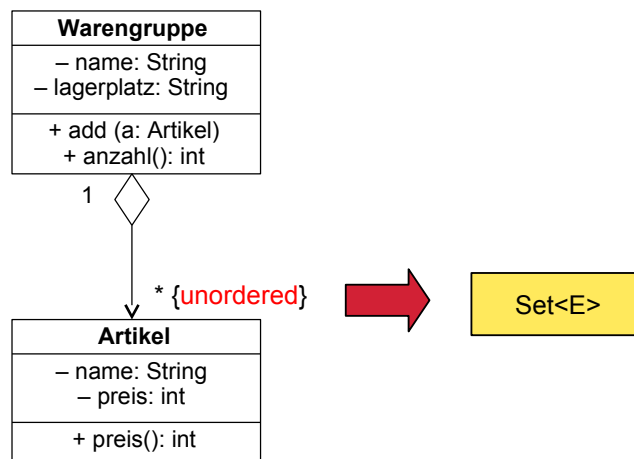 Warengruppe
– name: String
– lagerplatz: String
+ add (a: Artikel)
+ anzahl(): int
1
* {unordered}
Set<E>
Artikel
– name: String
– preis: int
+ preis(): int